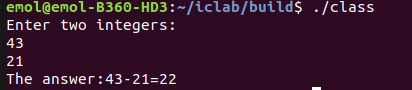 emol@emol-B360-HD3:~/iclab/build$ ./class
Enter two integers:
43
21
The answer:43-21=22